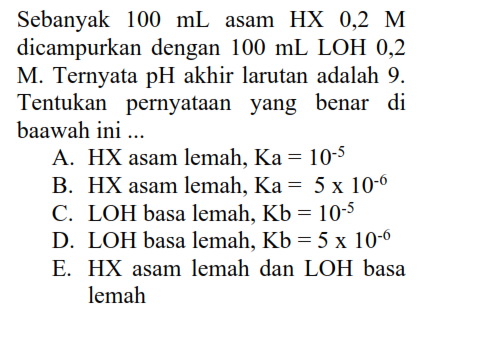 Sebanyak 100 mL asam HX 0,2 M
dicampurkan dengan 100 mL LOH 0,2
M. Ternyata pH akhir larutan adalah 9.
Tentukan pernyataan yang benar di
baawah ini ...
A. HX asam lemah, Ka = 10⁻⁵
B. HX asam lemah, Ka = 5 x 10⁻⁶
C. LOH basa lemah, Kb = 10⁻⁵
D. LOH basa lemah, Kb = 5 x 10⁻⁶
E. HX asam lemah dan LOH basa
lemah